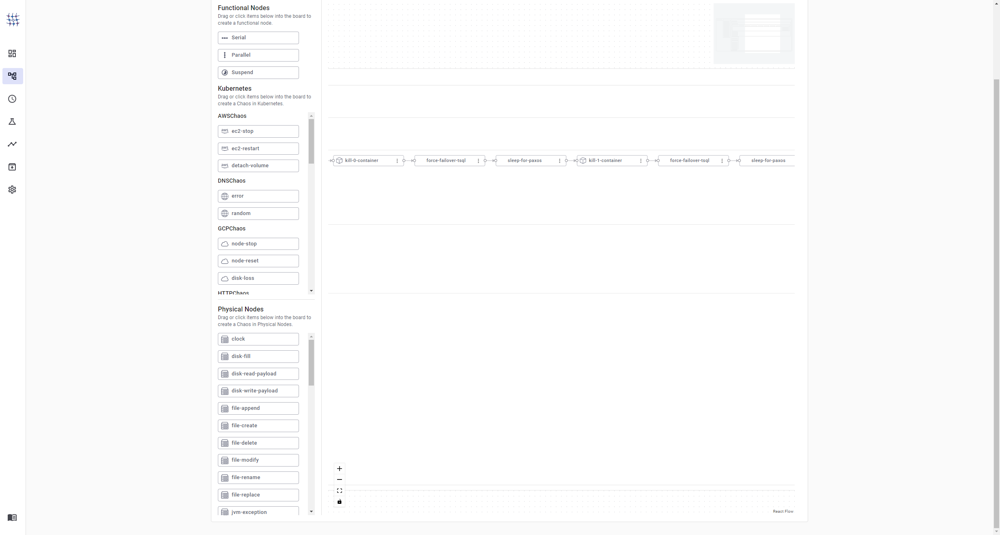 Functional Nodes
Drag or click items below into the board to
create a functional node.
Serial
Parallel
Suspend
Kubernetes
Drag or click items below into the board to
create a Chaos in Kubernetes.
AWSChaos
aws ec2-stop
aws ec2-restart
aws detach-volume
DNSChaos
error
random
GCPChaos
node-stop
node-reset
disk-loss
HTTPChaos
Physical Nodes
Drag or click items below into the board to
create a Chaos in Physical Nodes.
clock
disk-fill
disk-read-payload
disk-write-payload
file-append
file-create
file-delete
file-modify
file-rename
file-replace
jvm-exception
kill-0-container
force-failover-tsql
sleep-for-paxos
kill-1-container
force-failover-tsql
sleep-for-paxos
React Flow